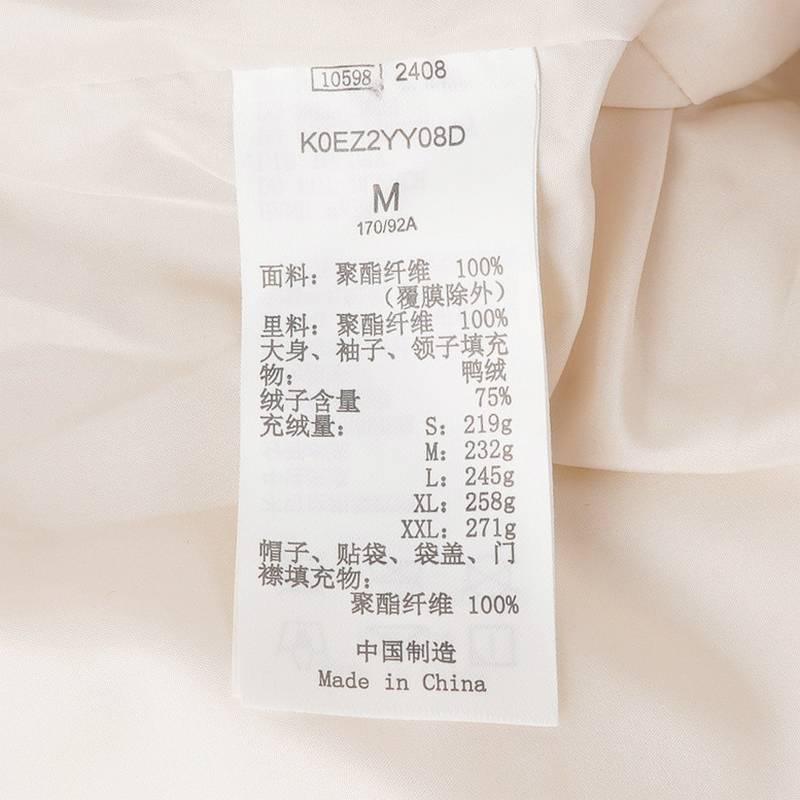 10598 2408
K0EZ2YY08D
M
170/92A
面料：聚酯纤维 100%
（覆膜除外）
里料：聚酯纤维 100%
大身、袖子、领子填充
物： 鸭绒
绒子含量 75%
充绒量： S：219g
M：232g
L：245g
XL：258g
XXL：271g
帽子、贴袋、袋盖、门
襟填充物：
聚酯纤维 100%
中国制造
Made in China